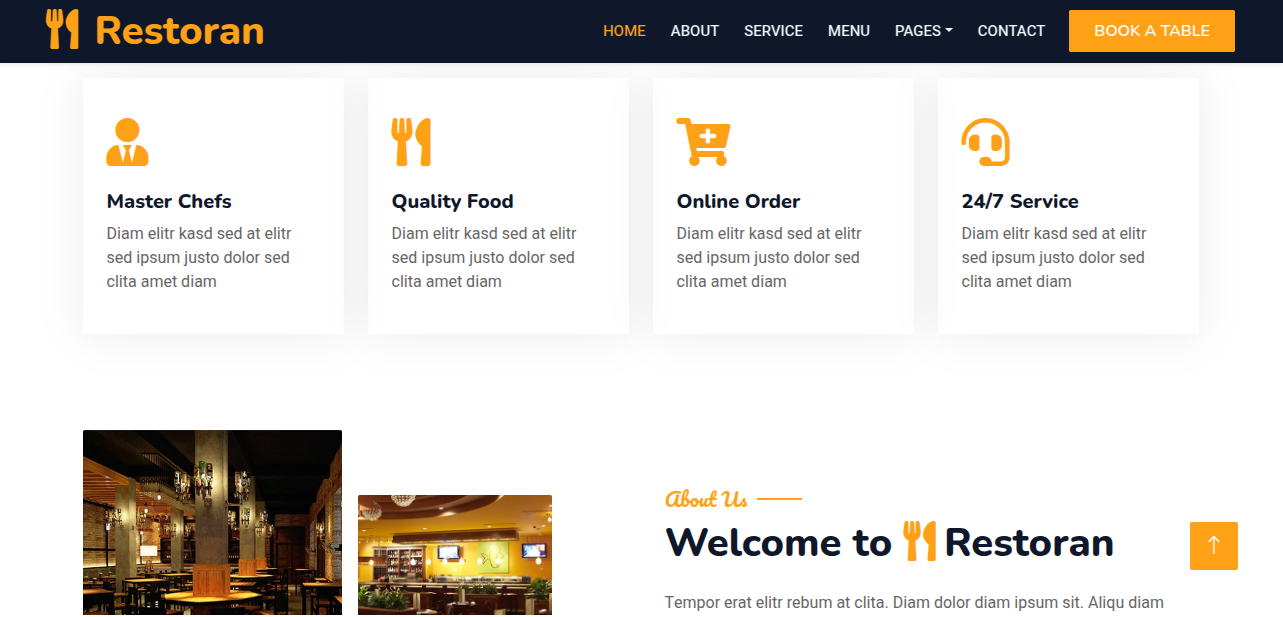 Restoran
HOME ABOUT SERVICE MENU PAGES CONTACT BOOK A TABLE
Master Chefs
Diam elitr kasd sed at elitr
sed ipsum justo dolor sed
clita amet diam
Quality Food
Diam elitr kasd sed at elitr
sed ipsum justo dolor sed
clita amet diam
Online Order
Diam elitr kasd sed at elitr
sed ipsum justo dolor sed
clita amet diam
24/7 Service
Diam elitr kasd sed at elitr
sed ipsum justo dolor sed
clita amet diam
About Us
Welcome to Restoran
Tempor erat elitr rebum at clita. Diam dolor diam ipsum sit. Aliqu diam